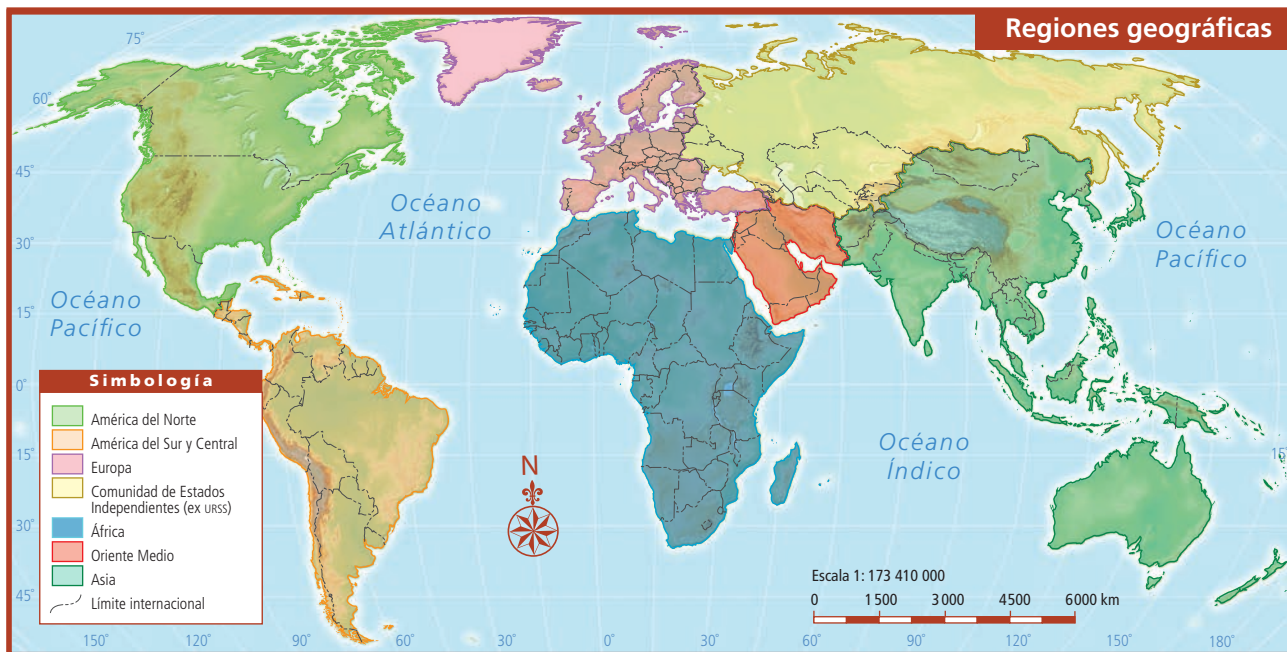 Regiones geográficas
75°
60°
45°
30°
15°
0°
15°
30°
45°
Océano
Atlántico
Océano
Pacífico
Océano
Pacífico
Océano
Índico
15°
N
Simbología
América del Norte
América del Sur y Central
Europa
Comunidad de Estados
Independientes (ex URSS)
África
Oriente Medio
Asia
Límite internacional
Escala 1: 173 410 000
0 1 500 3 000 4500 6000 km
150° 120° 90° 60° 30° 0° 30° 60° 90° 120° 150° 180°